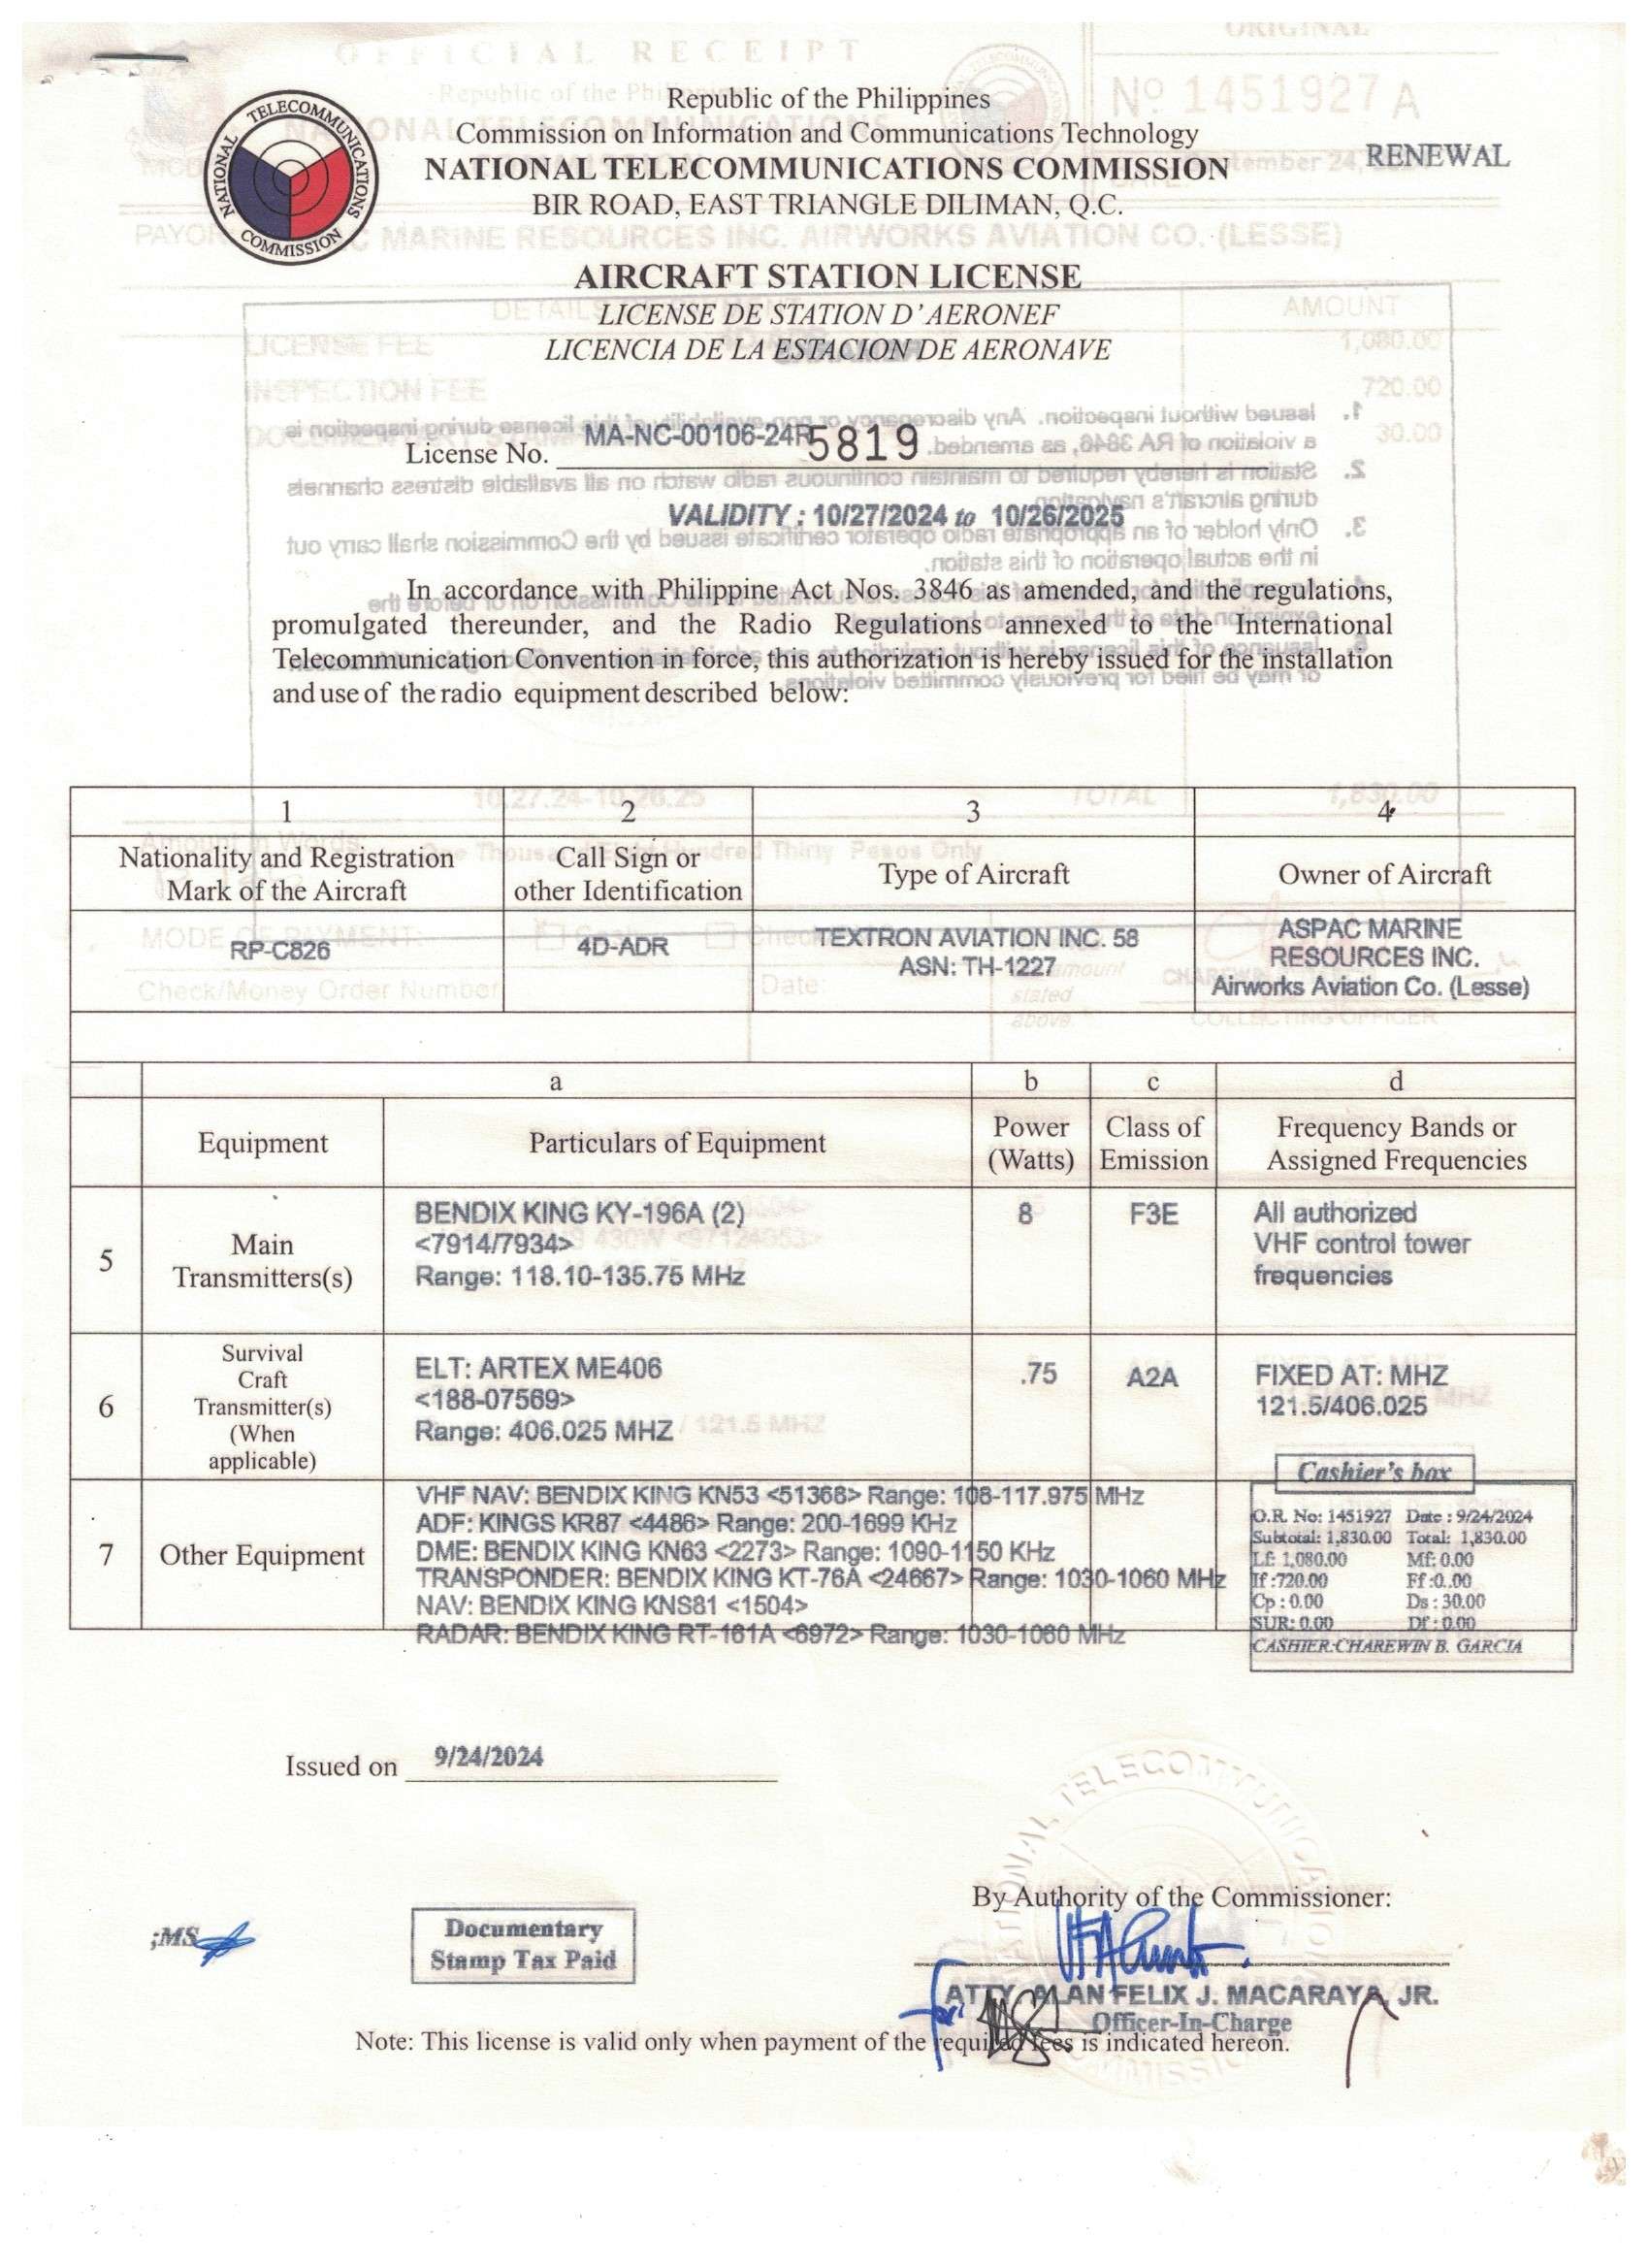 Republic of the Philippines
Commission on Information and Communications Technology
NATIONAL TELECOMMUNICATIONS COMMISSION
BIR ROAD, EAST TRIANGLE DILIMAN, Q.C.
RENEWAL
NATIONAL TELECOMMUNICATIONS COMMISSION
AIRCRAFT STATION LICENSE
LICENSE DE STATION D'AERONEF
LICENCIA DE LA ESTACION DE AERONAVE
License No. MA-NC-00106-24R 5819
VALIDITY : 10/27/2024 to 10/26/2025
In accordance with Philippine Act Nos. 3846 as amended, and the regulations,
promulgated thereunder, and the Radio Regulations annexed to the International
Telecommunication Convention in force, this authorization is hereby issued for the installation
and use of the radio equipment described below:
1 2 3 4
Nationality and Registration
Mark of the Aircraft
Call Sign or
other Identification
Type of Aircraft
Owner of Aircraft
RP-C826
4D-ADR
TEXTRON AVIATION INC. 58
ASN: TH-1227
ASPAC MARINE
RESOURCES INC.
Airworks Aviation Co. (Lesse)
a b c d
Equipment
Particulars of Equipment
Power
(Watts)
Class of
Emission
Frequency Bands or
Assigned Frequencies
5
Main
Transmitters(s)
BENDIX KING KY-196A (2)
<7914/7934>
Range: 118.10-135.75 MHz
8
F3E
All authorized
VHF control tower
frequencies
6
Survival
Craft
Transmitter(s)
(When
applicable)
ELT: ARTEX ME406
<188-07569>
Range: 406.025 MHZ
.75
A2A
FIXED AT: MHZ
121.5/406.025
7
Other Equipment
VHF NAV: BENDIX KING KN53 <51368> Range: 108-117.975 MHz
ADF: KINGS KR87 <4486> Range: 200-1699 KHz
DME: BENDIX KING KN63 <2273> Range: 1090-1150 KHz
TRANSPONDER: BENDIX KING KT-76A <24667> Range: 1030-1060 MHz
NAV: BENDIX KING KNS81 <1504>
RADAR: BENDIX KING RT-161A <6972> Range: 1030-1060 MHz
Cashier's box
O.R. No: 1451927 Date : 9/24/2024
Subtotal: 1,830.00 Total: 1,830.00
Lf: 1,080.00 Mf: 0.00
If :720.00 Ff :0..00
Cp : 0.00 Ds : 30.00
SUR: 0.00 Df : 0.00
CASHIER:CHAREWIN B. GARCIA
Issued on 9/24/2024
By Authority of the Commissioner:
;MS
Documentary
Stamp Tax Paid
ATTY. ALAN FELIX J. MACARAYA, JR.
Officer-In-Charge
Note: This license is valid only when payment of the required fees is indicated hereon.